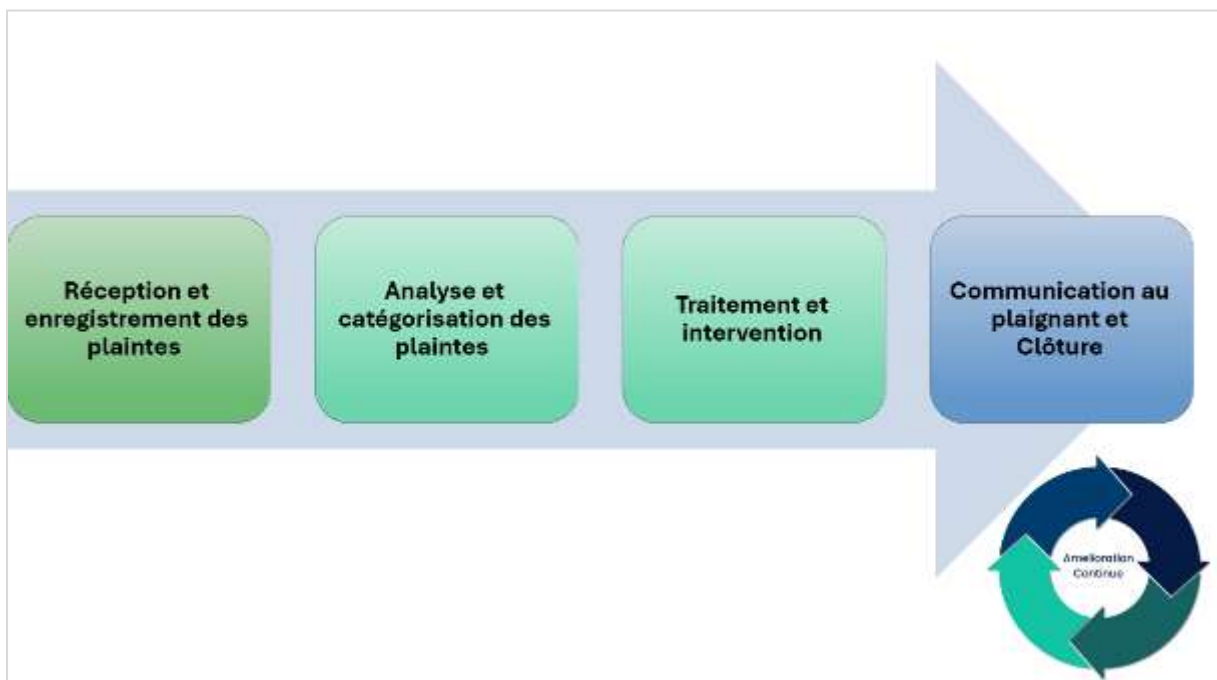 Réception et
enregistrement des
plaintes
Analyse et
catégorisation des
plaintes
Traitement et
intervention
Communication au
plaignant et
Clôture
Amelioration
Continue